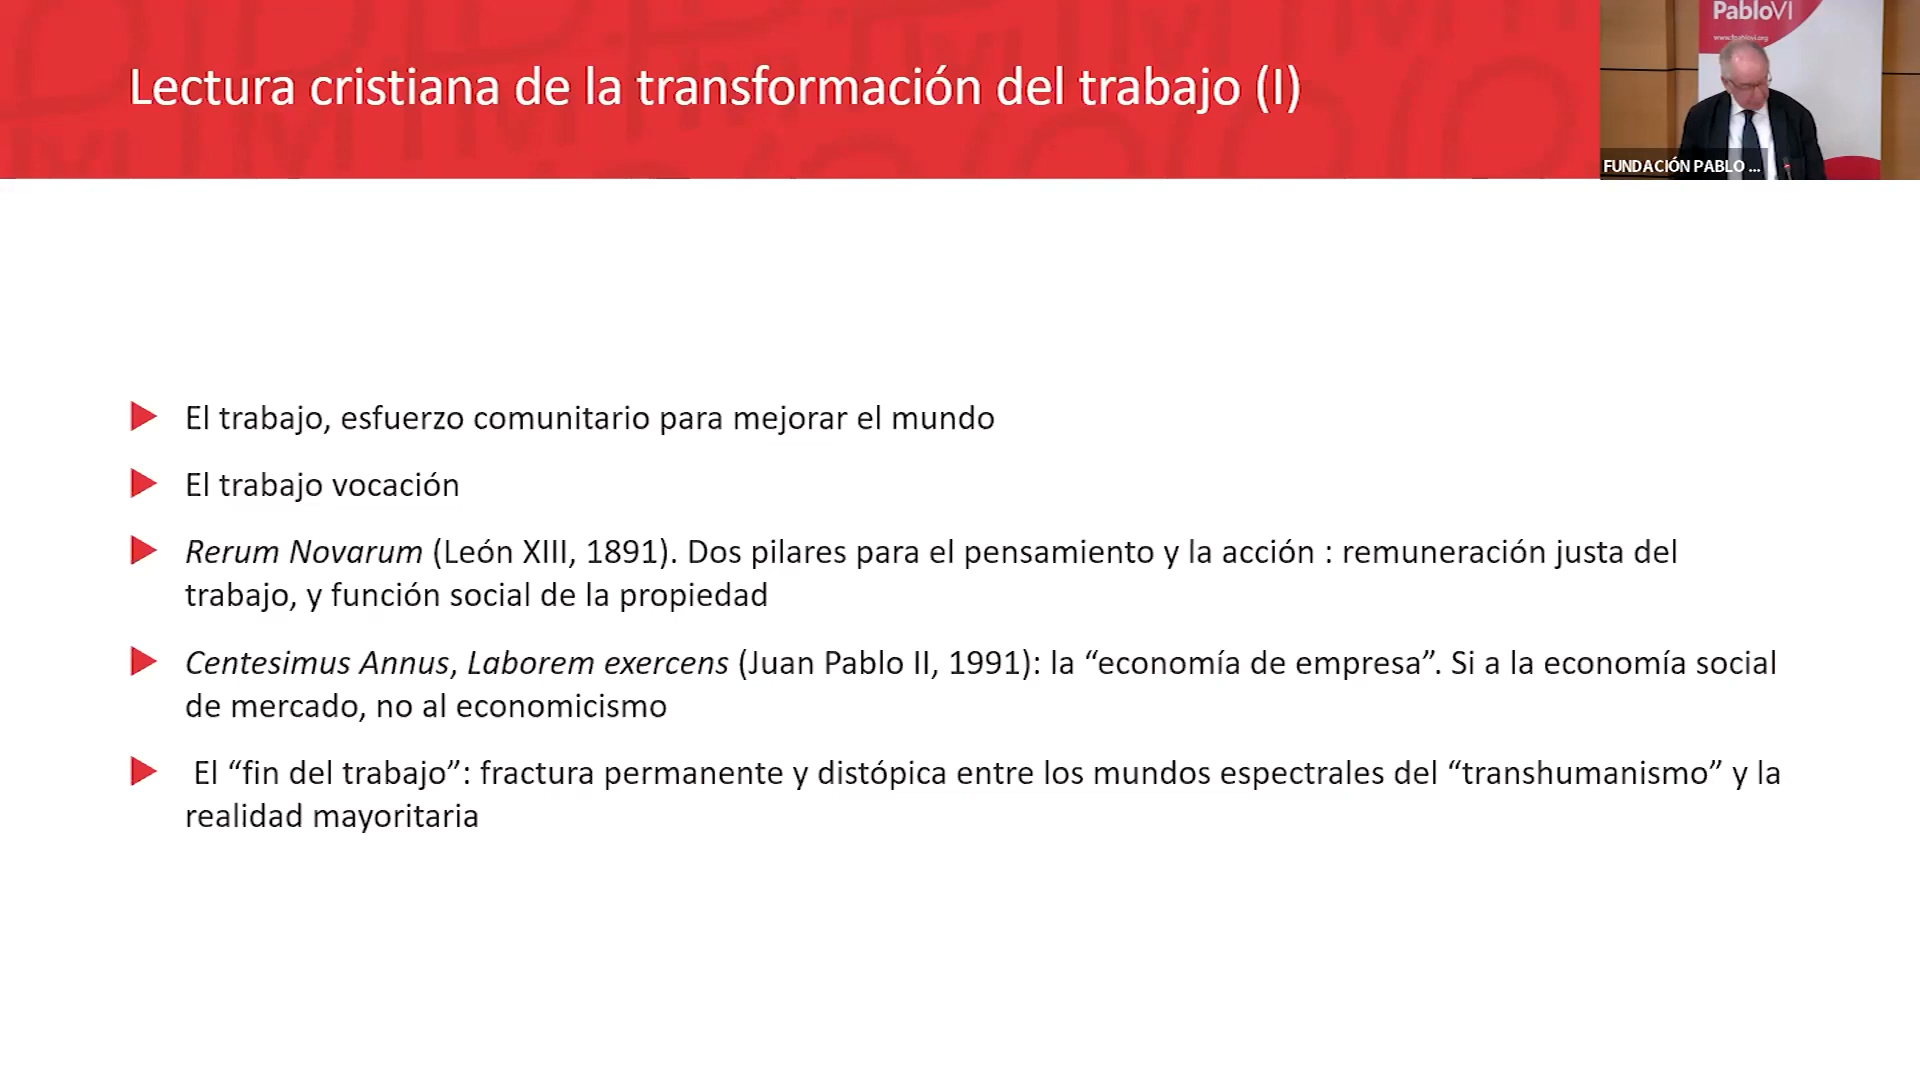 Lectura cristiana de la transformación del trabajo (I)
PabloVI
www.fpablovi.org
FUNDACIÓN PABLO ...
El trabajo, esfuerzo comunitario para mejorar el mundo
El trabajo vocación
Rerum Novarum (León XIII, 1891). Dos pilares para el pensamiento y la acción : remuneración justa del
trabajo, y función social de la propiedad
Centesimus Annus, Laborem exercens (Juan Pablo II, 1991): la “economía de empresa”. Si a la economía social
de mercado, no al economicismo
El “fin del trabajo”: fractura permanente y distópica entre los mundos espectrales del “transhumanismo” y la
realidad mayoritaria